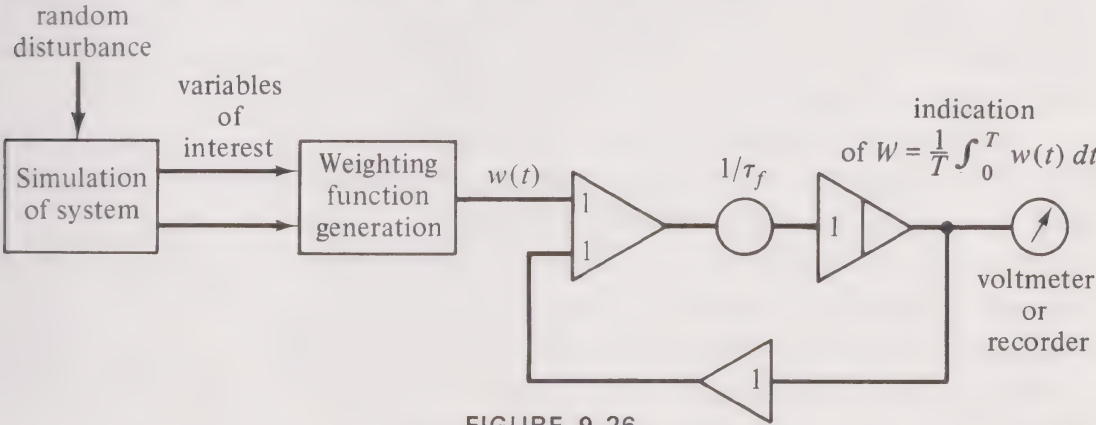 random
disturbance
variables
of
interest
Simulation
of system
Weighting
function
generation
w(t)
1
1
1/τ_f
1
indication
of W = 1/T ∫_0^T w(t) dt
voltmeter
or
recorder
1
FIGURE 9-26